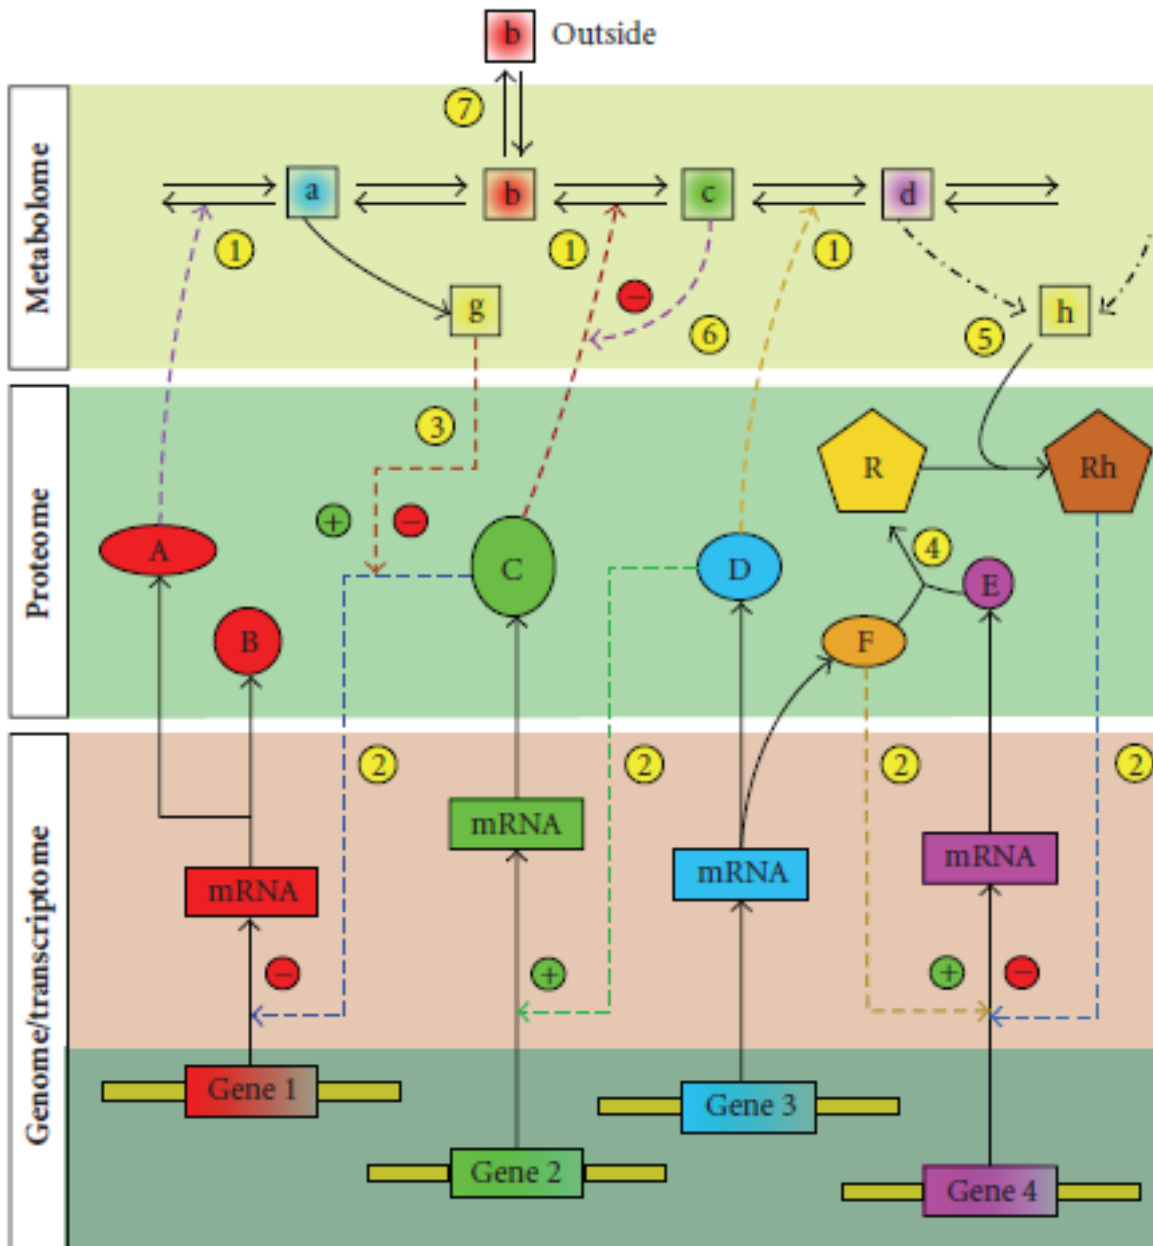 b Outside
7
a b c d
1 1 1
g − h
6 5
3
R Rh
+ −
4
A C D E
B F
2 2 2 2
mRNA
mRNA mRNA
mRNA
− + + −
Gene 1
Gene 3
Gene 2
Gene 4
Metabolome
Proteome
Genome/transcriptome